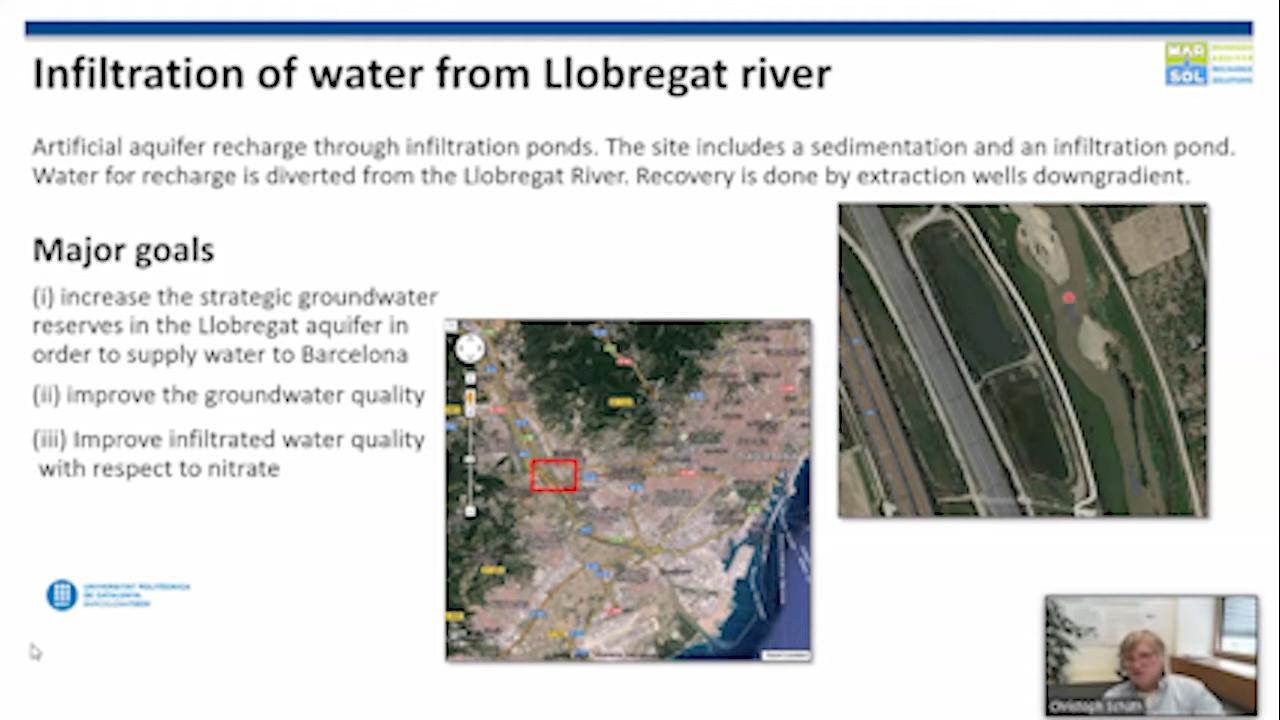 Infiltration of water from Llobregat river
MAR
SOL
Artificial aquifer recharge through infiltration ponds. The site includes a sedimentation and an infiltration pond.
Water for recharge is diverted from the Llobregat River. Recovery is done by extraction wells downgradient.
Major goals
(i) increase the strategic groundwater
reserves in the Llobregat aquifer in
order to supply water to Barcelona
(ii) improve the groundwater quality
(iii) Improve infiltrated water quality
with respect to nitrate
UNIVERSITAT POLITÈCNICA
DE CATALUNYA
BARCELONATECH
Christoph